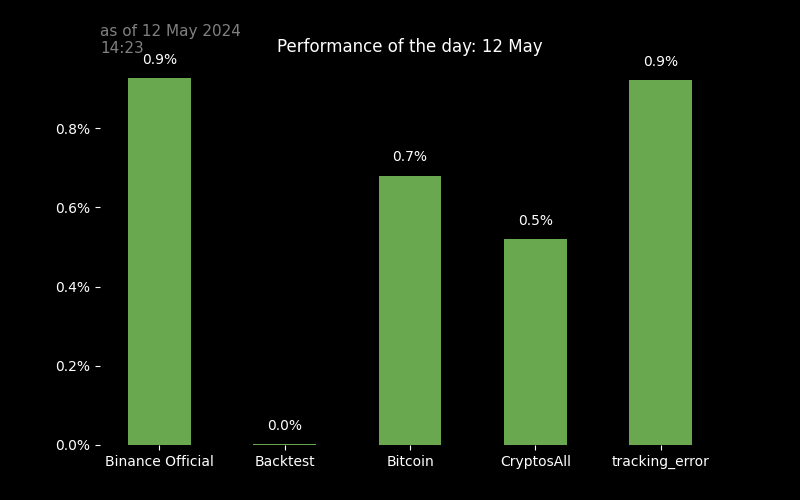 as of 12 May 2024
14:23
Performance of the day: 12 May
0.9%
0.0%
0.7%
0.5%
0.9%
0.8%
0.6%
0.4%
0.2%
0.0%
Binance Official
Backtest
Bitcoin
CryptosAll
tracking_error